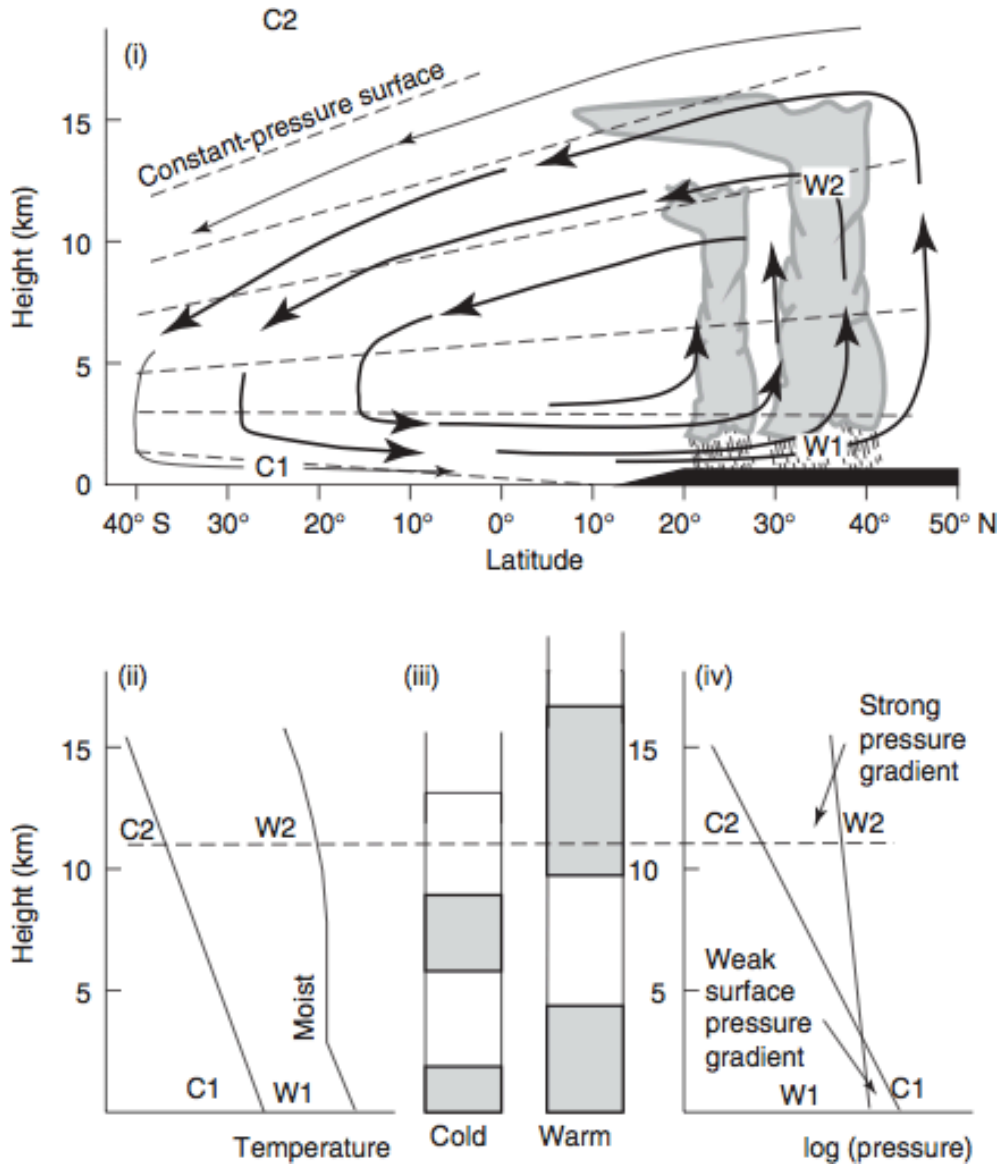 C2
(i)
Constant-pressure surface
15
10
5
0
Height (km)
W2
W1
C1
40° S 30° 20° 10° 0° 10° 20° 30° 40° 50° N
Latitude
(ii)
15
10
5
Height (km)
C2
W2
Moist
C1
W1
Temperature
(iii)
Cold
Warm
(iv)
15
10
5
Strong
pressure
gradient
C2
W2
Weak
surface
pressure
gradient
W1
C1
log (pressure)